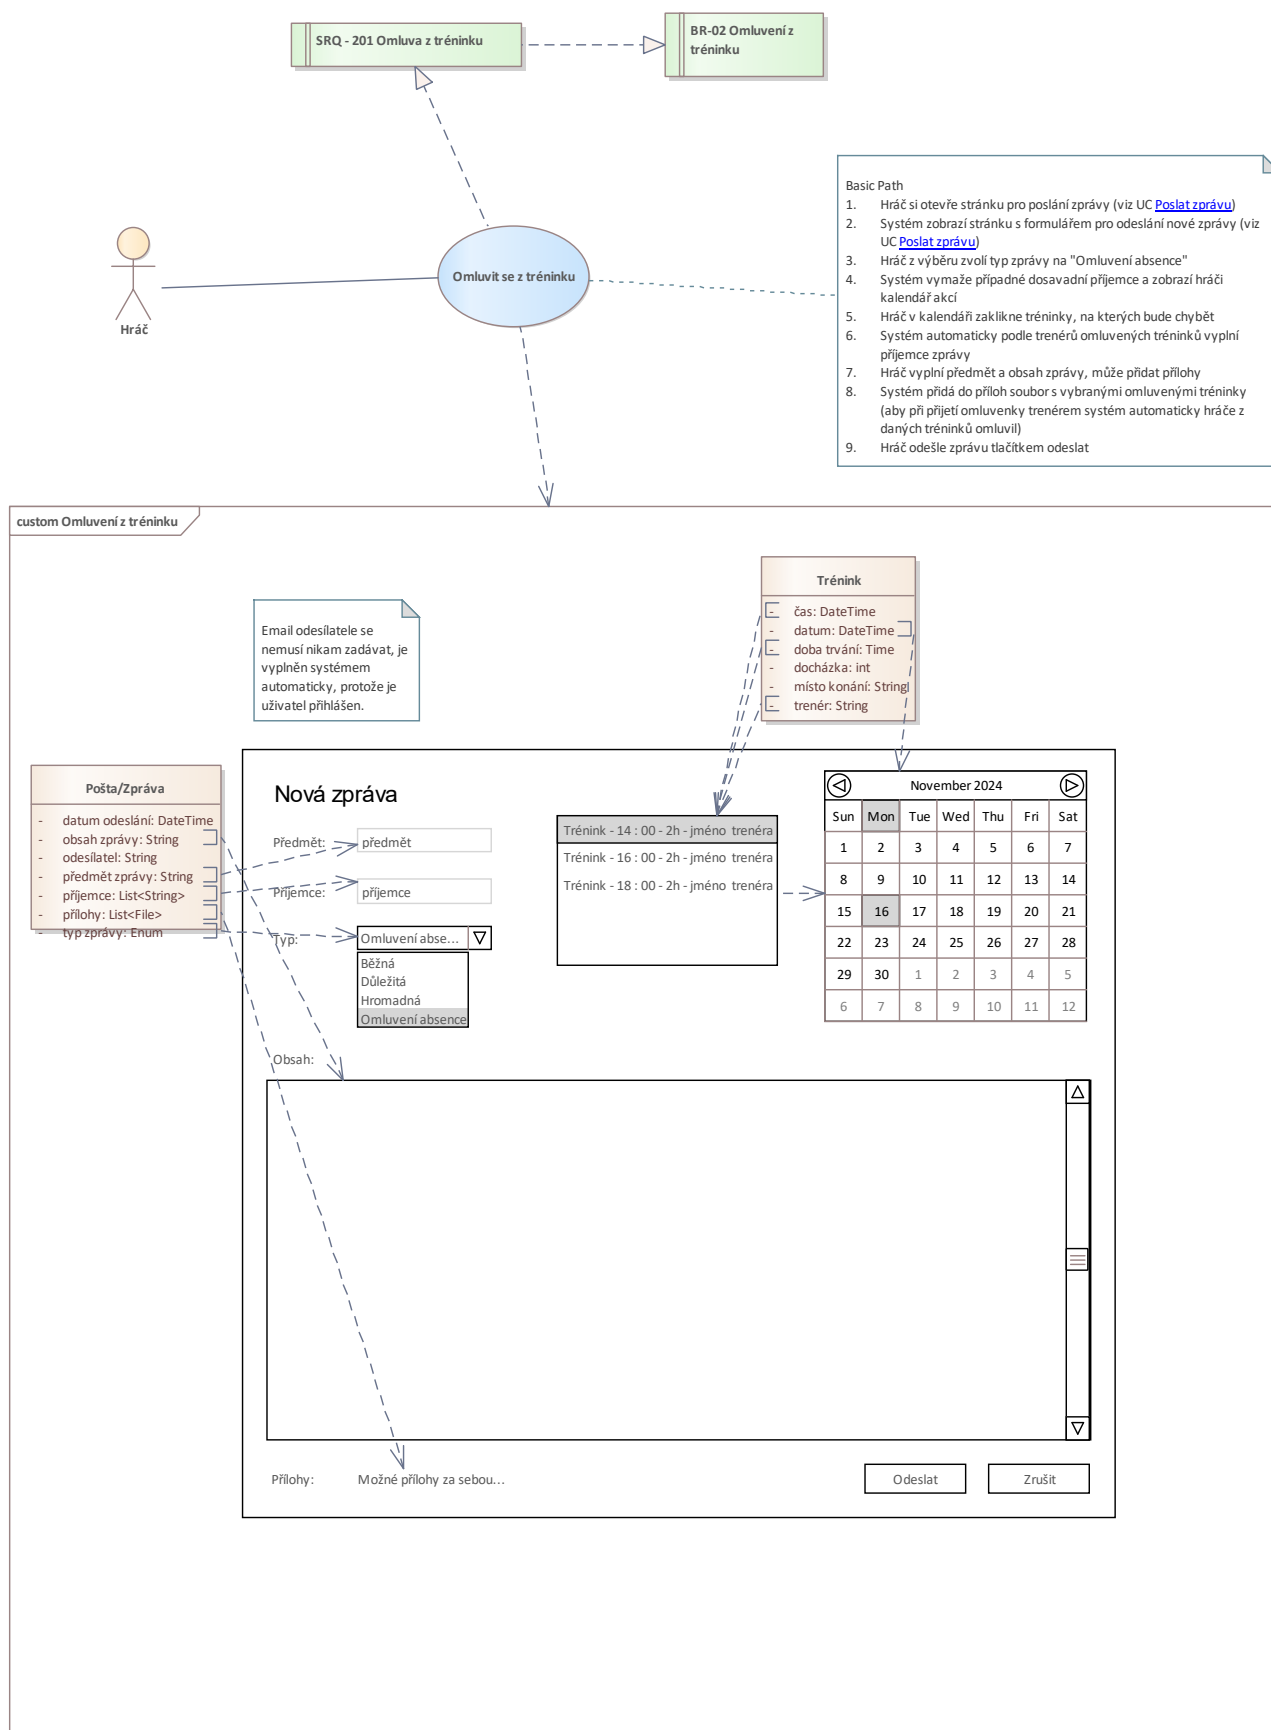 SRQ - 201 Omluva z tréninku
BR-02 Omluvení z
tréninku
Basic Path
1. Hráč si otevře stránku pro poslání zprávy (viz UC Poslat zprávu)
2. Systém zobrazí stránku s formulářem pro odeslání nové zprávy (viz
UC Poslat zprávu)
3. Hráč z výběru zvolí typ zprávy na "Omluvení absence"
4. Systém vymaže případné dosavadní příjemce a zobrazí hráči
kalendář akcí
5. Hráč v kalendáři zaklikne tréninky, na kterých bude chybět
6. Systém automaticky podle trenérů omluvených tréninků vyplní
příjemce zprávy
7. Hráč vyplní předmět a obsah zprávy, může přidat přílohy
8. Systém přidá do příloh soubor s vybranými omluvenými tréninky
(aby při přijetí omluvenky trenérem systém automaticky hráče z
daných tréninků omluvil)
9. Hráč odešle zprávu tlačítkem odeslat
Omluvit se z tréninku
Hráč
custom Omluvení z tréninku
Trénink
- čas: DateTime
- datum: DateTime
- doba trvání: Time
- docházka: int
- místo konání: String
- trenér: String
Email odesílatele se
nemusí nikam zadávat, je
vyplněn systémem
automaticky, protože je
uživatel přihlášen.
Pošta/Zpráva
- datum odeslání: DateTime
- obsah zprávy: String
- odesílatel: String
- předmět zprávy: String
- příjemce: List<String>
- přílohy: List<File>
- typ zprávy: Enum
Nová zpráva
Předmět: předmět
Příjemce: příjemce
Typ: Omluvení abse...
Běžná
Důležitá
Hromadná
Omluvení absence
Trénink - 14 : 00 - 2h - jméno trenéra
Trénink - 16 : 00 - 2h - jméno trenéra
Trénink - 18 : 00 - 2h - jméno trenéra
November 2024
Sun Mon Tue Wed Thu Fri Sat
1 2 3 4 5 6 7
8 9 10 11 12 13 14
15 16 17 18 19 20 21
22 23 24 25 26 27 28
29 30 1 2 3 4 5
6 7 8 9 10 11 12
Obsah:
Přílohy: Možné přílohy za sebou...
Odeslat
Zrušit